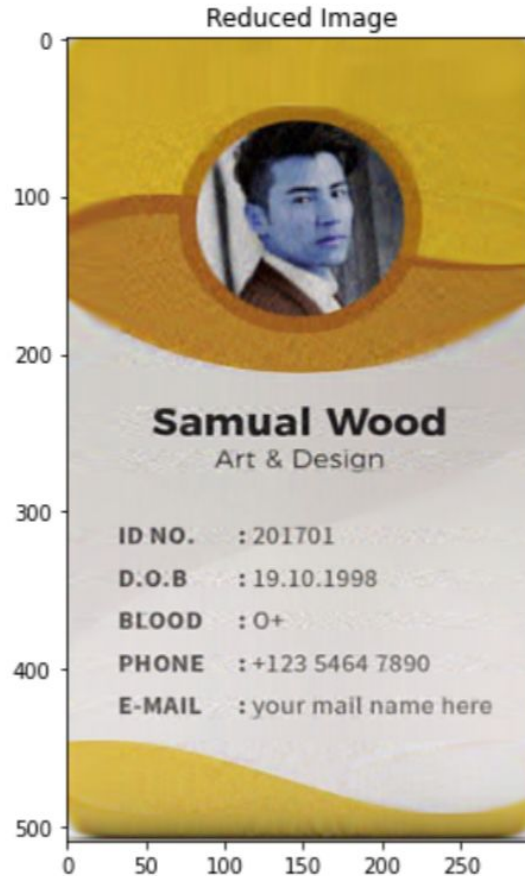 Reduced Image
0
100
200
300
400
500
Samual Wood
Art & Design
ID NO. : 201701
D.O.B : 19.10.1998
BLOOD : O+
PHONE : +123 5464 7890
E-MAIL : your mail name here
0 50 100 150 200 250